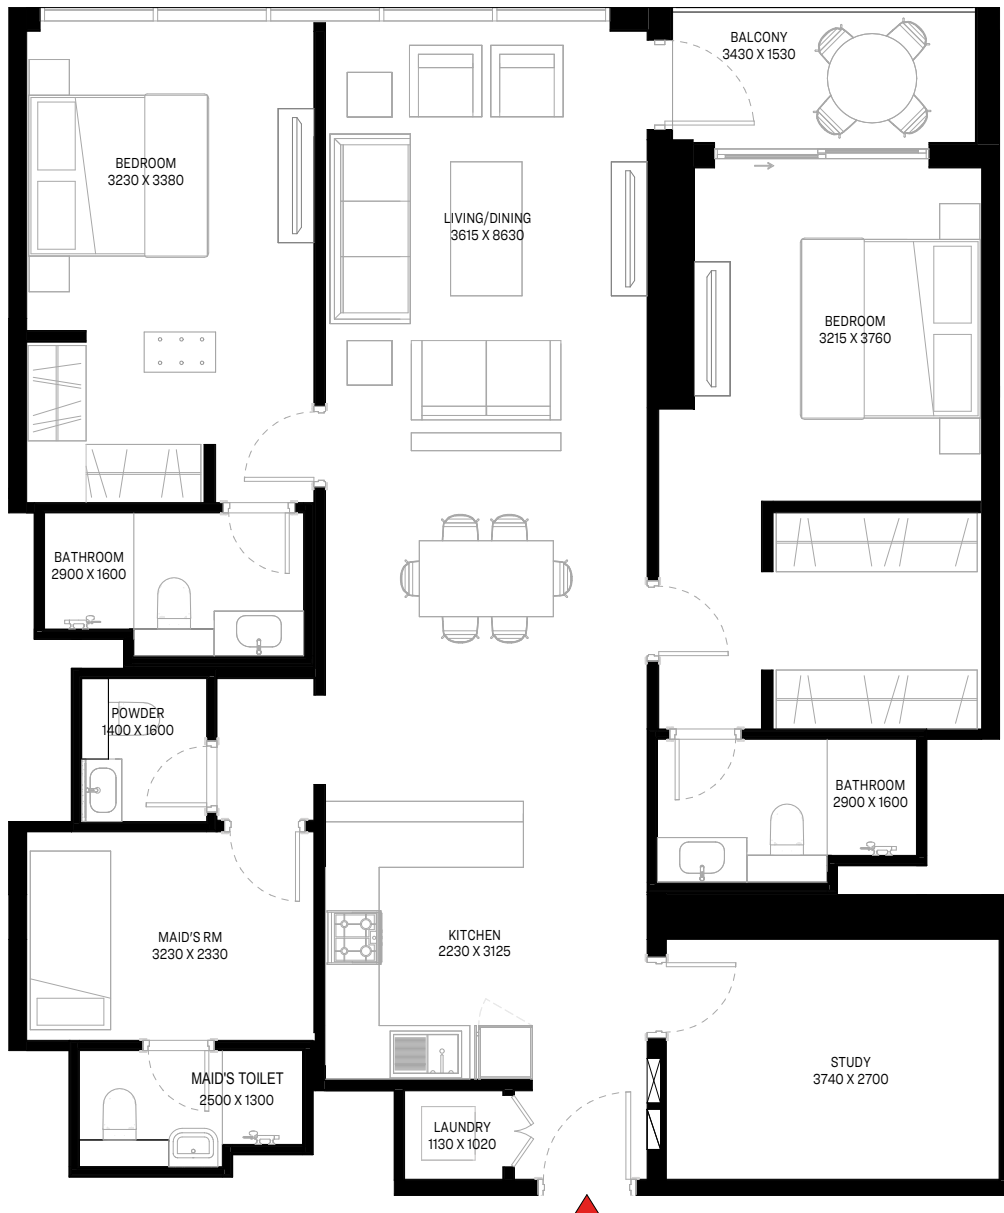 BALCONY
3430 X 1530
BEDROOM
3230 X 3380
LIVING/DINING
3615 X 8630
BEDROOM
3215 X 3760
BATHROOM
2900 X 1600
POWDER
1400 X 1600
BATHROOM
2900 X 1600
MAID'S RM
3230 X 2330
KITCHEN
2230 X 3125
STUDY
3740 X 2700
MAID'S TOILET
2500 X 1300
LAUNDRY
1130 X 1020